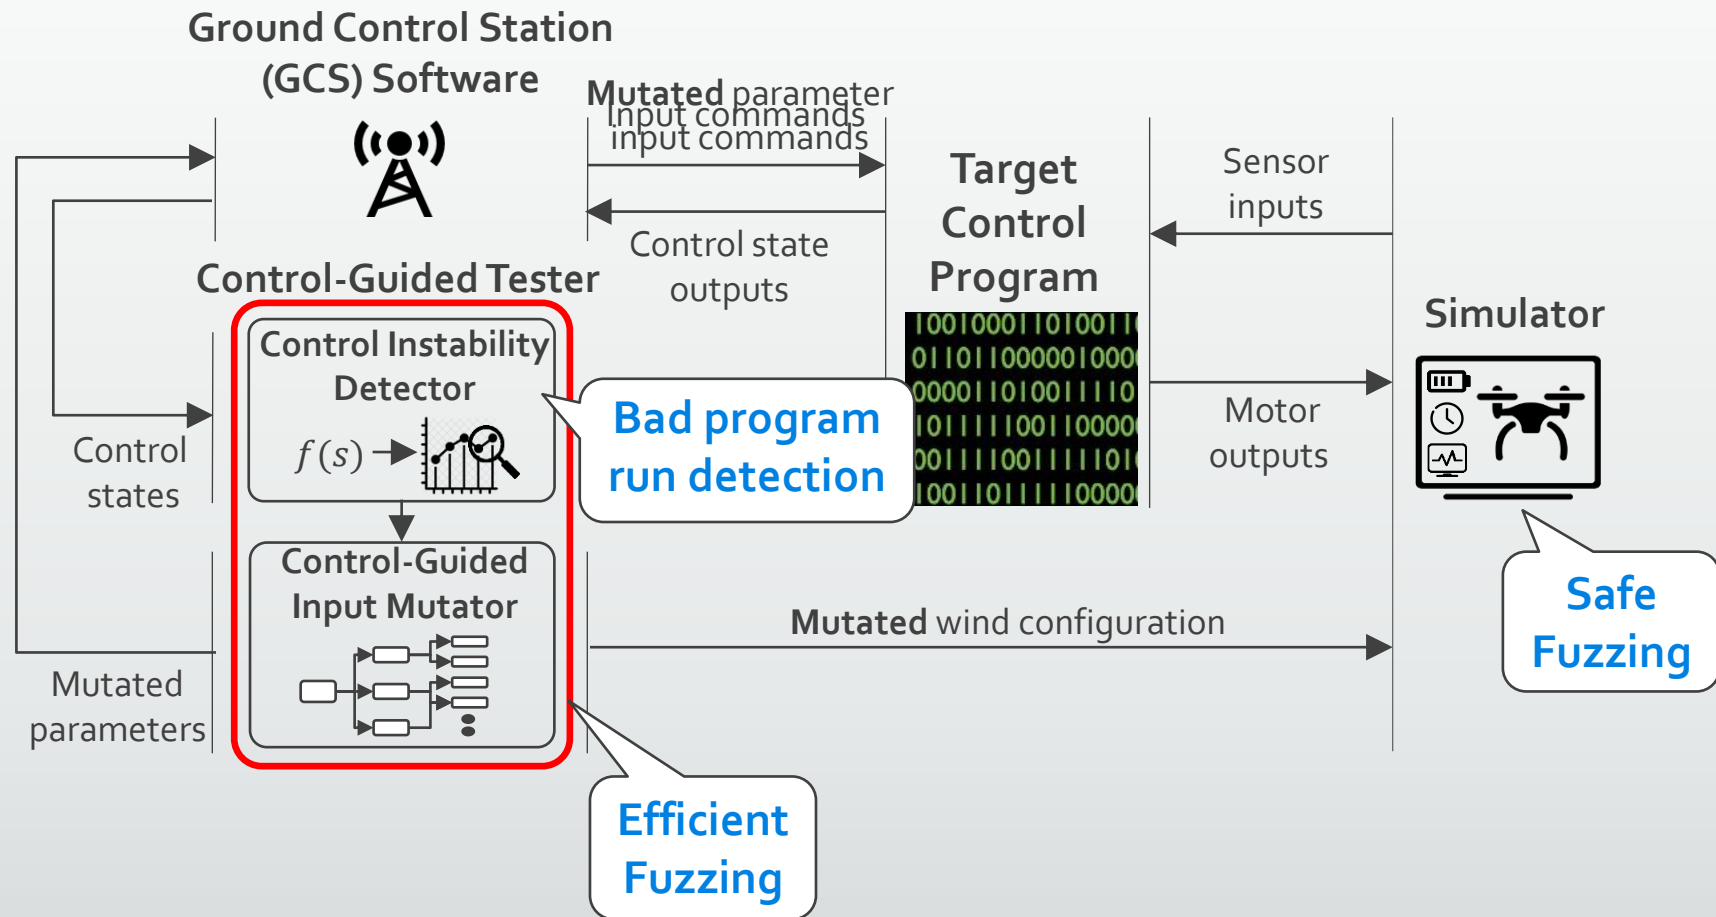 Ground Control Station
(GCS) Software
Mutated parameter
Input commands
input commands
Control state
outputs
Target
Control
Program
Sensor
inputs
Motor
outputs
Simulator
Control-Guided Tester
Control Instability
Detector
f(s)
Control
states
Bad program
run detection
Control-Guided
Input Mutator
Mutated
parameters
Mutated wind configuration
Safe
Fuzzing
Efficient
Fuzzing